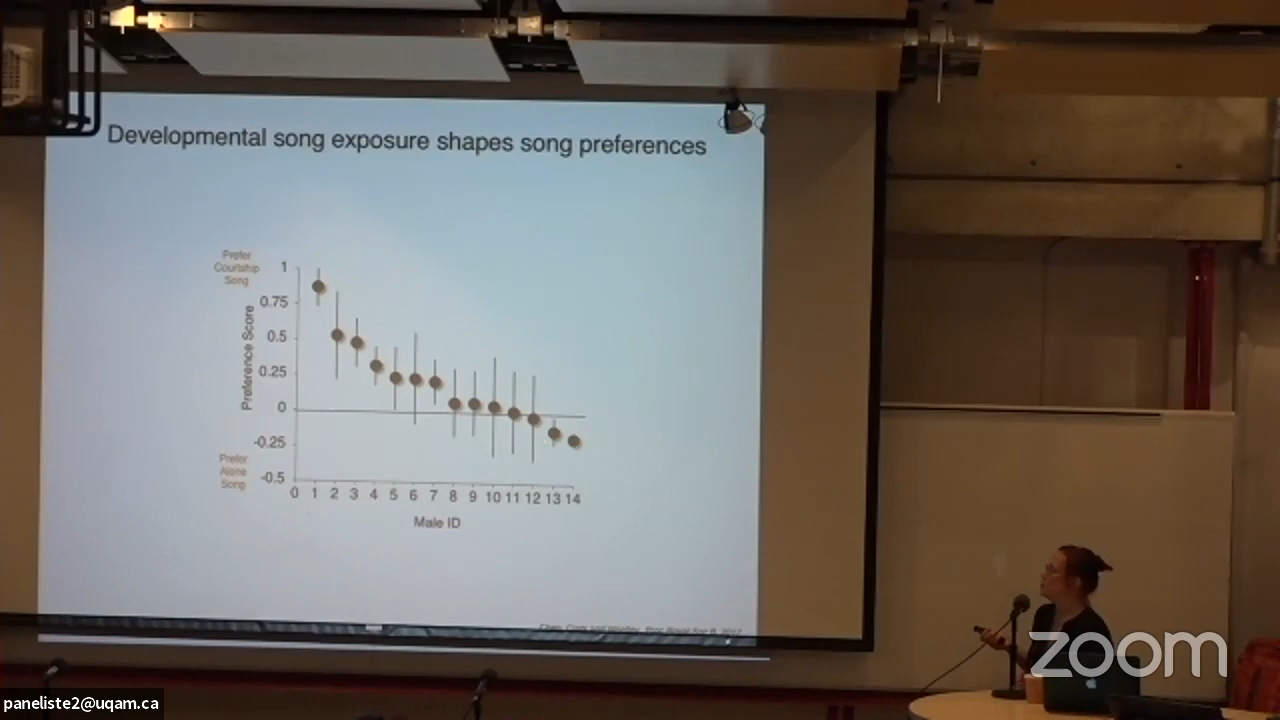 Developmental song exposure shapes song preferences
Prefer
Courtship
Song
1
0.75
0.5
0.25
0
-0.25
-0.5
Preference Score
Prefer
Alone
Song
0 1 2 3 4 5 6 7 8 9 10 11 12 13 14
Male ID
zoom
paneliste2@uqam.ca